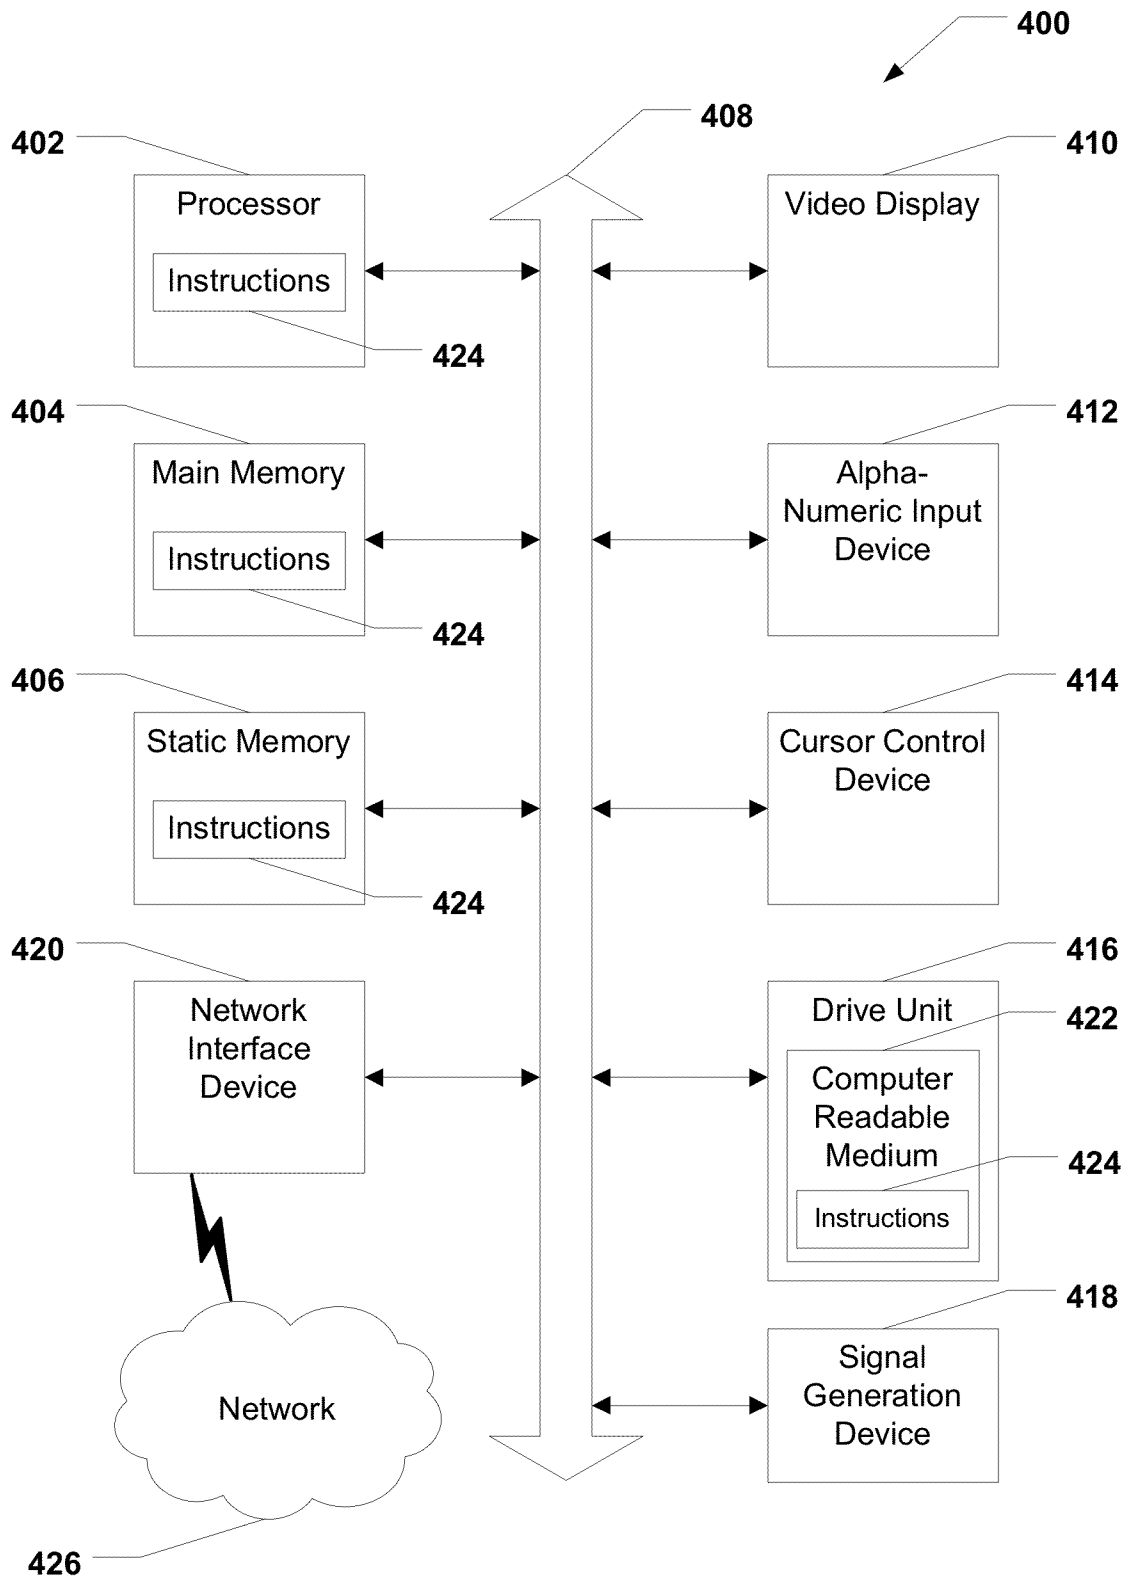 400
408
402
Processor
Instructions
424
404
Main Memory
Instructions
424
406
Static Memory
Instructions
424
420
Network
Interface
Device
Network
426
410
Video Display
412
Alpha-
Numeric Input
Device
414
Cursor Control
Device
416
Drive Unit
422
Computer
Readable
Medium
424
Instructions
418
Signal
Generation
Device